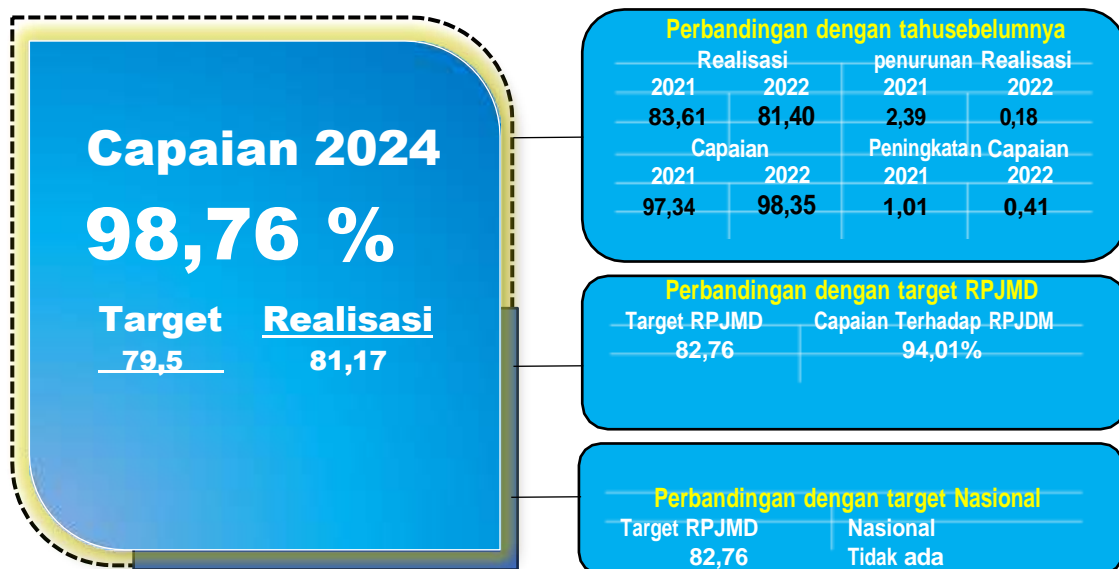 Capaian 2024
98,76 %
Target Realisasi
79,5 81,17
Perbandingan dengan tahusebelumnya
Realisasi penurunan Realisasi
2021 2022 2021 2022
83,61 81,40 2,39 0,18
Capaian Peningkatan Capaian
2021 2022 2021 2022
97,34 98,35 1,01 0,41
Perbandingan dengan target RPJMD
Target RPJMD Capaian Terhadap RPJDM
82,76 94,01%
Perbandingan dengan target Nasional
Target RPJMD Nasional
82,76 Tidak ada